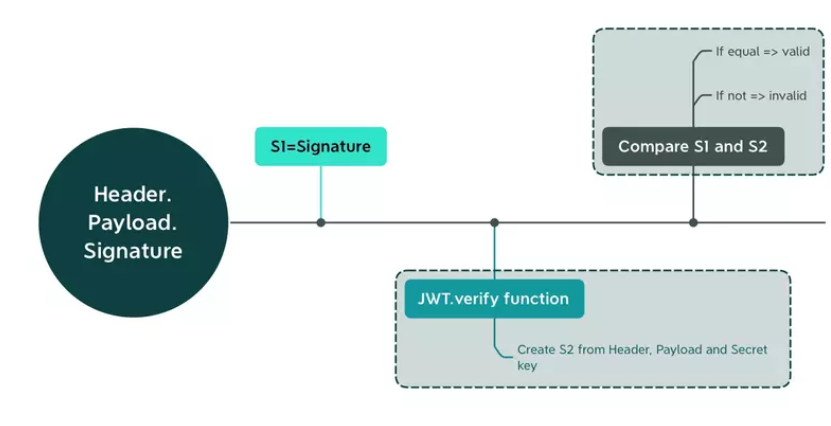 Header.
Payload.
Signature
S1=Signature
JWT.verify function
Create S2 from Header, Payload and Secret
key
If equal => valid
If not => invalid
Compare S1 and S2